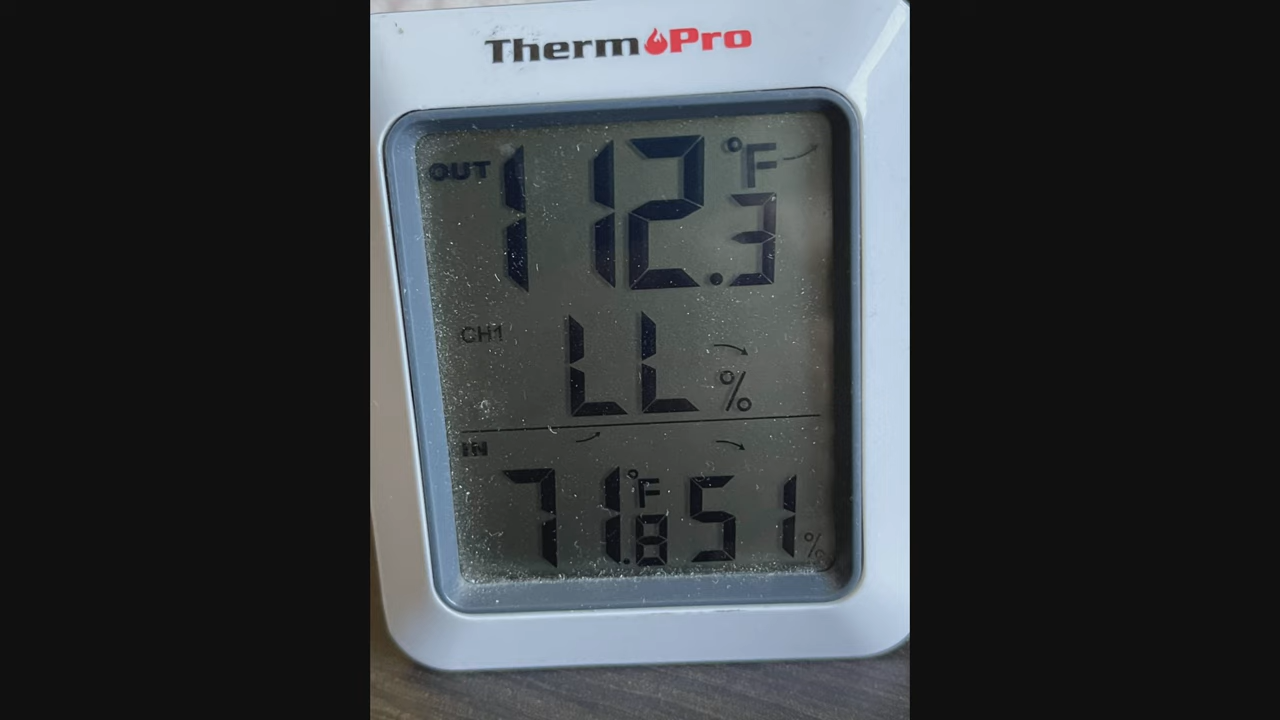 ThermoPro
OUT 112.3 °F
CH1 LL %
IN 71.8 °F 51 %